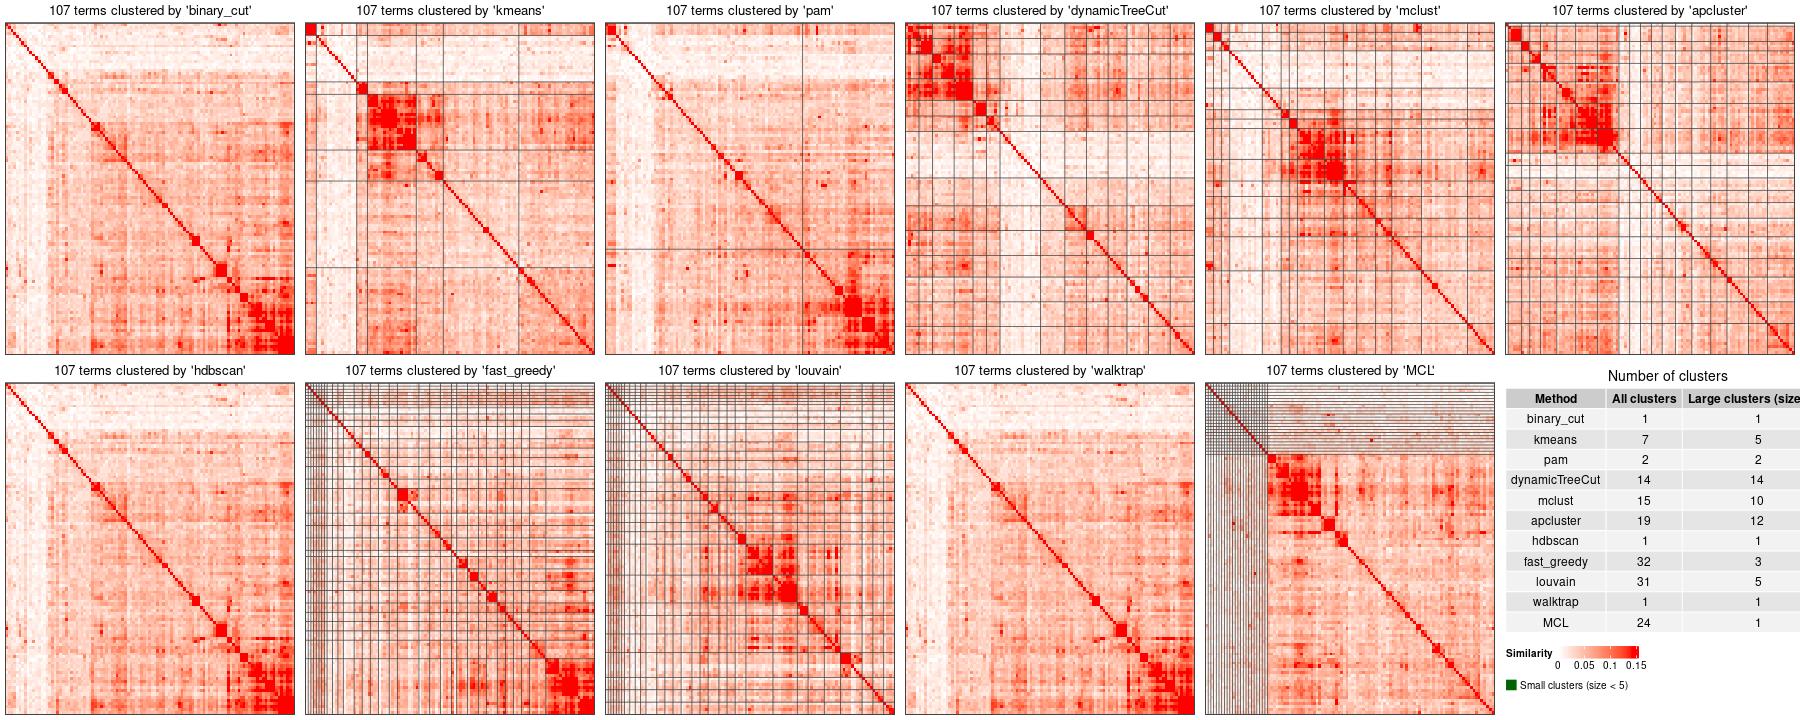 107 terms clustered by 'binary_cut'
107 terms clustered by 'kmeans'
107 terms clustered by 'pam'
107 terms clustered by 'dynamicTreeCut'
107 terms clustered by 'mclust'
107 terms clustered by 'apcluster'
107 terms clustered by 'hdbscan'
107 terms clustered by 'fast_greedy'
107 terms clustered by 'louvain'
107 terms clustered by 'walktrap'
107 terms clustered by 'MCL'
Number of clusters
Method All clusters Large clusters (size
binary_cut 1 1
kmeans 7 5
pam 2 2
dynamicTreeCut 14 14
mclust 15 10
apcluster 19 12
hdbscan 1 1
fast_greedy 32 3
louvain 31 5
walktrap 1 1
MCL 24 1
Similarity
0 0.05 0.1 0.15
Small clusters (size < 5)